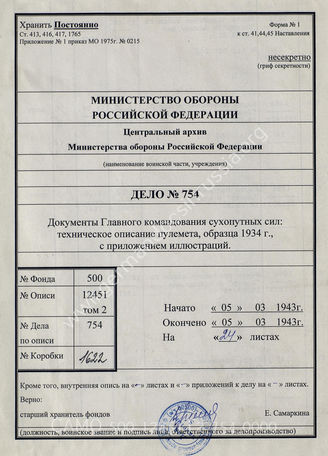 Хранить Постоянно
Форма № 1
Ст. 413, 416, 417, 1765
к ст. 41,44,45 Наставления
Приложение № 1 приказ МО 1975г. № 0215
несекретно
(гриф секретности)
МИНИСТЕРСТВО ОБОРОНЫ
РОССИЙСКОЙ ФЕДЕРАЦИИ
Центральный архив
Министерства обороны Российской Федерации
(наименование воинской части, учреждения)
ДЕЛО № 754
Документы Главного командования сухопутных сил:
техническое описание пулемета, образца 1934 г.,
с приложением иллюстраций.
№ Фонда 500
№ Описи 12451
том 2
№ Дела 754
по описи
№ Коробки 1622
Начато « 05 » 03 1943г.
Окончено « 05 » 03 1943г.
На «24» листах
Кроме того, внутренняя опись на «-» листах и «-» приложений к делу на - листах.
Верно:
старший хранитель фондов
Е. Самаркина
(должность, воинское звание и подпись лица, ответственного за делопроизводство)